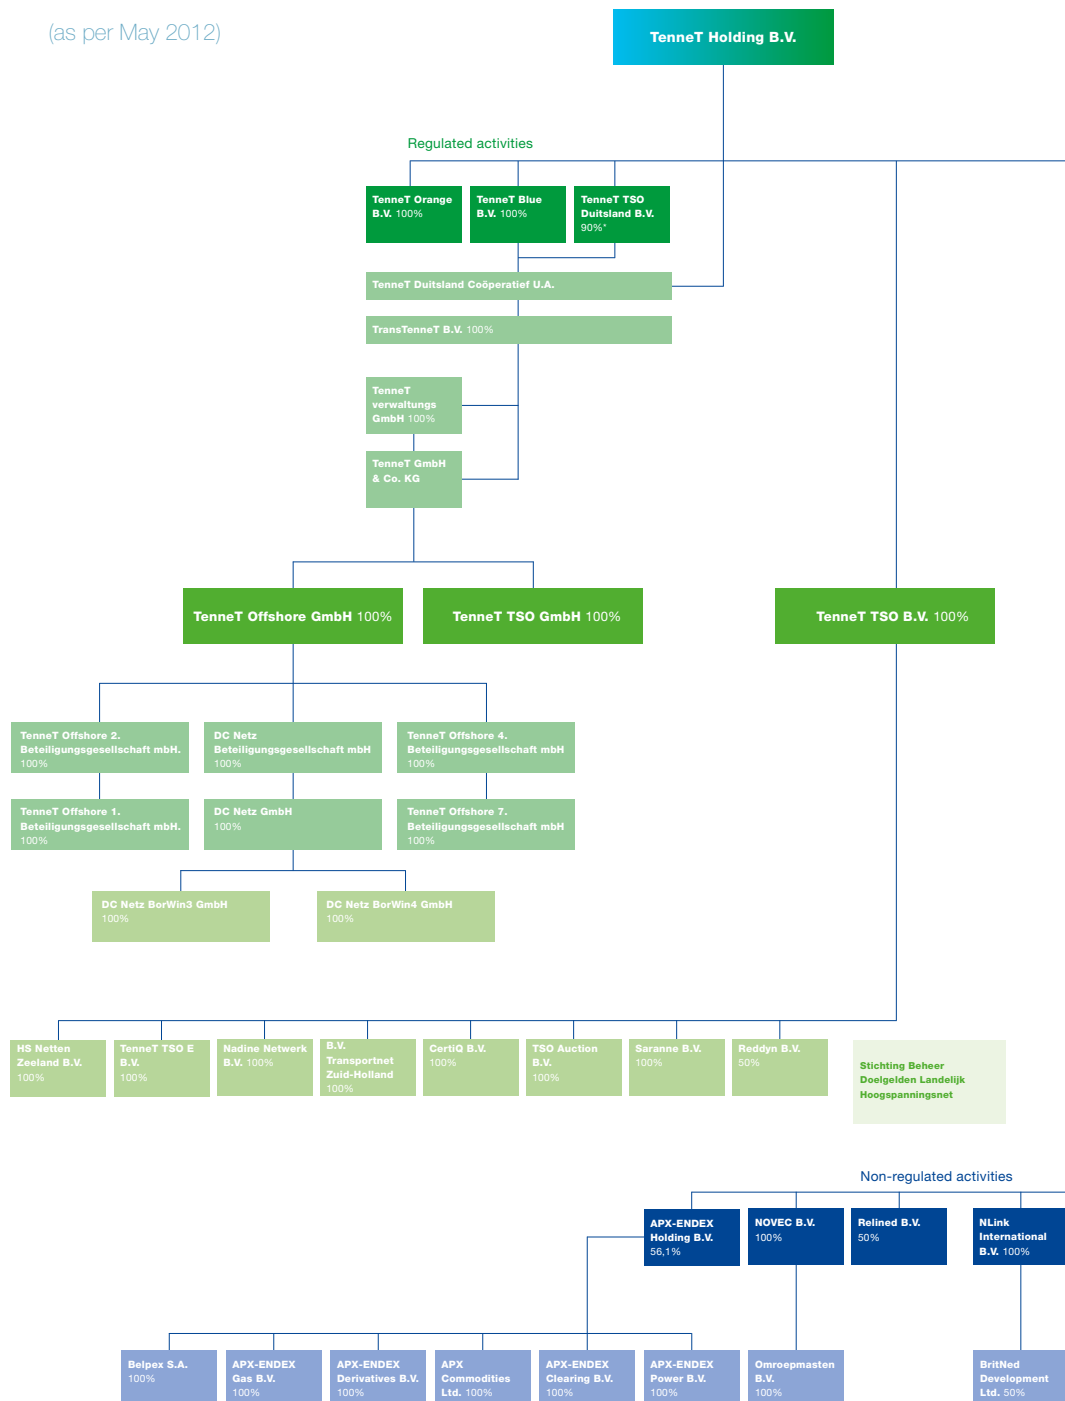 (as per May 2012)
TenneT Holding B.V.
Regulated activities
TenneT Orange
B.V. 100%
TenneT Blue
B.V. 100%
TenneT TSO
Duitsland B.V.
90%*
TenneT Duitsland Coöperatief U.A.
TransTenneT B.V. 100%
TenneT
verwaltungs
GmbH 100%
TenneT GmbH
& Co. KG
TenneT Offshore GmbH 100%
TenneT TSO GmbH 100%
TenneT TSO B.V. 100%
TenneT Offshore 2.
Beteiligungsgesellschaft mbH.
100%
DC Netz
Beteiligungsgesellschaft mbH
100%
TenneT Offshore 4.
Beteiligungsgesellschaft mbH
100%
TenneT Offshore 1.
Beteiligungsgesellschaft mbH.
100%
DC Netz GmbH
100%
TenneT Offshore 7.
Beteiligungsgesellschaft mbH
100%
DC Netz BorWin3 GmbH
100%
DC Netz BorWin4 GmbH
100%
HS Netten
Zeeland B.V.
100%
TenneT TSO E
B.V.
100%
Nadine Netwerk
B.V. 100%
B.V.
Transportnet
Zuid-Holland
100%
CertiQ B.V.
100%
TSO Auction
B.V.
100%
Saranne B.V.
100%
Reddyn B.V.
50%
Stichting Beheer
Doelgelden Landelijk
Hoogspanningsnet
Non-regulated activities
APX-ENDEX
Holding B.V.
56,1%
NOVEC B.V.
100%
Relined B.V.
50%
NLink
International
B.V. 100%
Belpex S.A.
100%
APX-ENDEX
Gas B.V.
100%
APX-ENDEX
Derivatives B.V.
100%
APX
Commodities
Ltd. 100%
APX-ENDEX
Clearing B.V.
100%
APX-ENDEX
Power B.V.
100%
Omroepmasten
B.V.
100%
BritNed
Development
Ltd. 50%